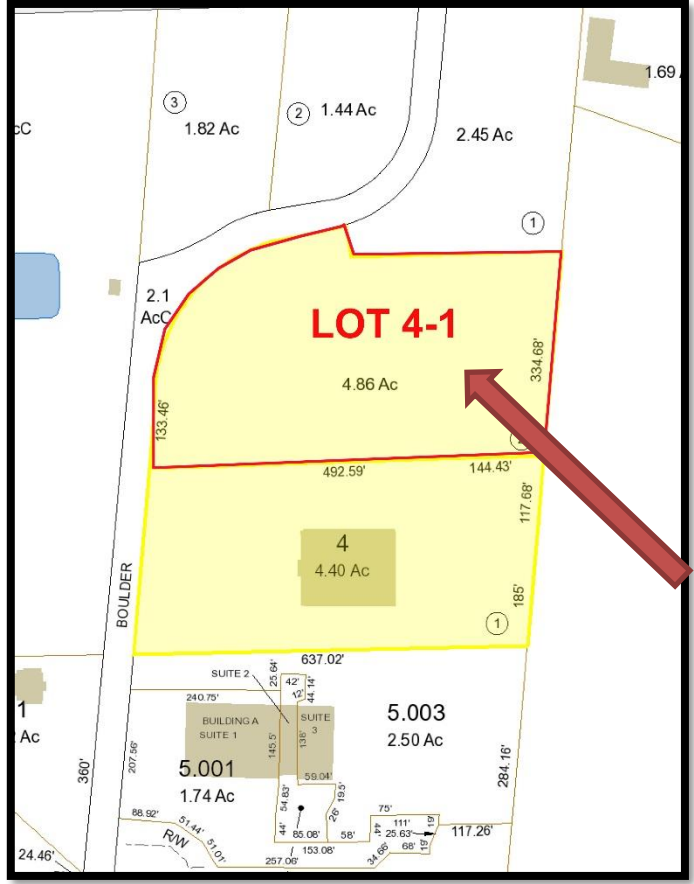 1.69
cC
3
1.82 Ac
2
1.44 Ac
2.45 Ac
1
2.1
AcC
LOT 4-1
4.86 Ac
334.68'
133.46'
492.59'
144.43'
117.68'
4
4.40 Ac
185'
1
BOULDER
637.02'
SUITE 2
25.64'
42'
12'
44.14'
240.75'
BUILDING A
SUITE 1
SUITE
3
145.5'
136'
5.003
2.50 Ac
5.001
1.74 Ac
1
Ac
360'
207.56'
284.16'
59.04'
54.83'
19.5'
26'
88.92'
51.44'
51.01'
R/W
44'
85.08'
58'
153.08'
257.06'
75'
44'
111'
25.63'
19'
19'
68'
34.66'
117.26'
24.46'